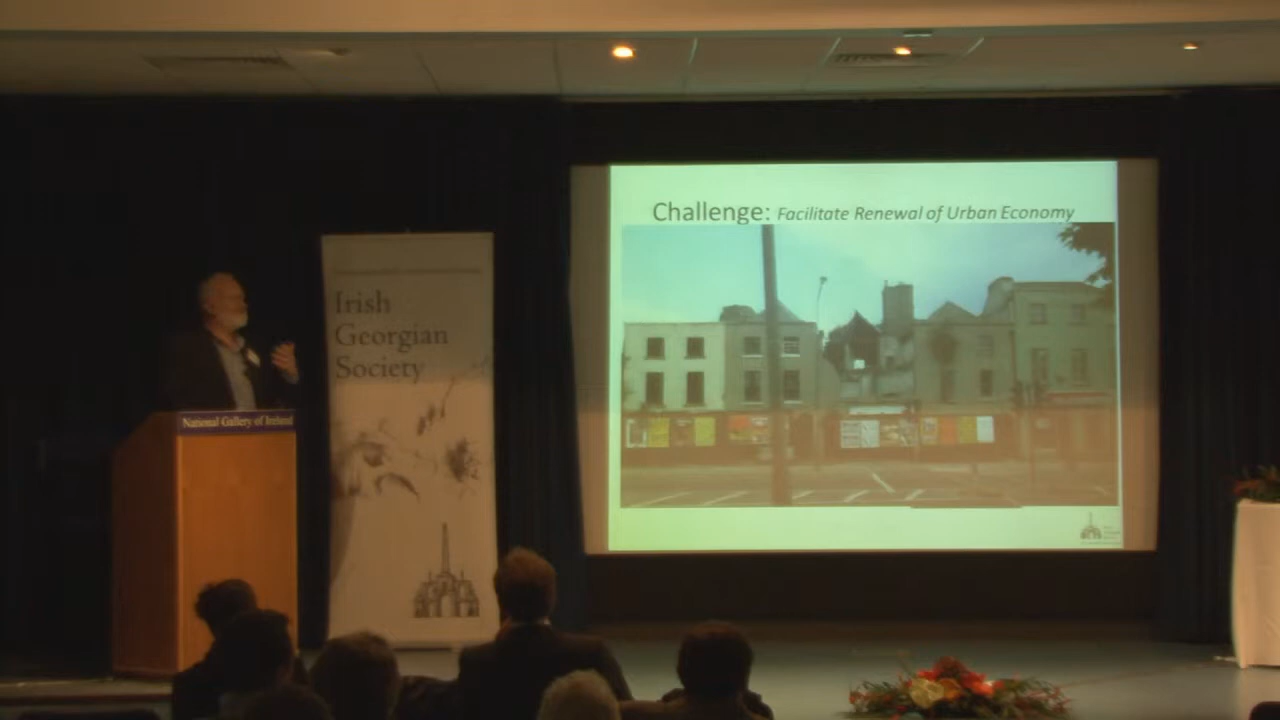 Challenge: Facilitate Renewal of Urban Economy
Irish
Georgian
Society
National Gallery of Ireland